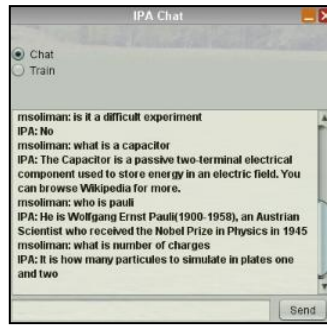 IPA Chat
Chat
Train
msoliman: is it a difficult experiment
IPA: No
msoliman: what is a capacitor
IPA: The Capacitor is a passive two-terminal electrical
component used to store energy in an electric field. You
can browse Wikipedia for more.
msoliman: who is pauli
IPA: He is Wolfgang Ernst Pauli(1900-1958), an Austrian
Scientist who received the Nobel Prize in Physics in 1945
msoliman: what is number of charges
IPA: It is how many particules to simulate in plates one
and two
Send